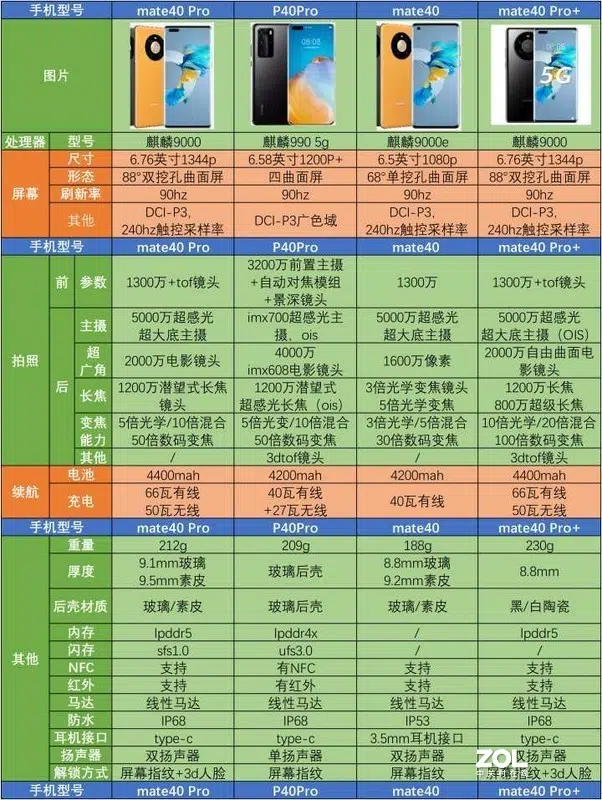 手机型号 mate40 Pro P40Pro mate40 mate40 Pro+
图片
5G
处理器 型号 麒麟9000 麒麟990 5g 麒麟9000e 麒麟9000
屏幕 尺寸 6.76英寸1344p 6.58英寸1200P+ 6.5英寸1080p 6.76英寸1344p
形态 88°双挖孔曲面屏 四曲面屏 68°单挖孔曲面屏 88°双挖孔曲面屏
刷新率 90hz 90hz 90hz 90hz
其他 DCI-P3, 240hz触控采样率 DCI-P3广色域 DCI-P3, 240hz触控采样率 DCI-P3, 240hz触控采样率
手机型号 mate40 Pro P40Pro mate40 mate40 Pro+
拍照 前 参数 1300万+tof镜头 3200万前置主摄+自动对焦模组+景深镜头 1300万 1300万+tof镜头
后 主摄 5000万超感光超大底主摄 imx700超感光主摄，ois 5000万超感光超大底主摄 5000万超感光超大底主摄(OIS)
超广角 2000万电影镜头 4000万imx608电影镜头 1600万像素 2000万自由曲面电影镜头
长焦 1200万潜望式长焦镜头 1200万潜望式超感光长焦（ois） 3倍光学变焦镜头5倍光学变焦 1200万长焦800万超级长焦
变焦能力 5倍光学/10倍混合50倍数码变焦 5倍光变/10倍混合50倍数码变焦 3倍光学/5倍混合30倍数码变焦 10倍光学/20倍混合100倍数码变焦
其他 / 3dtof镜头 / 3dtof镜头
续航 电池 4400mah 4200mah 4200mah 4400mah
充电 66瓦有线50瓦无线 40瓦有线+27瓦无线 40瓦有线 66瓦有线50瓦无线
手机型号 mate40 Pro P40Pro mate40 mate40 Pro+
其他 重量 212g 209g 188g 230g
厚度 9.1mm玻璃9.5mm素皮 玻璃后壳 8.8mm玻璃9.2mm素皮 8.8mm
后壳材质 玻璃/素皮 玻璃后壳 玻璃/素皮 黑/白陶瓷
内存 lpddr5 lpddr4x / lpddr5
闪存 sfs1.0 ufs3.0 / /
NFC 支持 有NFC 支持 支持
红外 支持 有红外 支持 支持
马达 线性马达 线性马达 线性马达 线性马达
防水 IP68 IP68 IP53 IP68
耳机接口 type-c type-c 3.5mm耳机接口 type-c
扬声器 双扬声器 单扬声器 双扬声器 双扬声器
解锁方式 屏幕指纹+3d人脸 屏幕指纹 屏幕指纹 屏幕指纹+3d人脸
ZOL
中关村在线
手机型号 mate40 Pro P40Pro mate40 mate40 Pro+